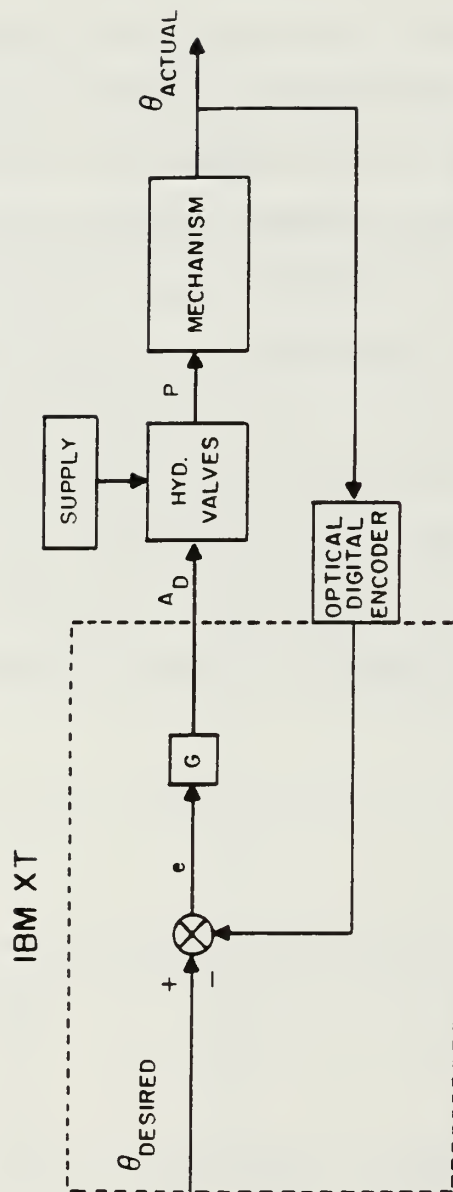 IBM XT
θDESIRED
+
−
e
G
AD
SUPPLY
HYD.
VALVES
P
MECHANISM
θACTUAL
OPTICAL
DIGITAL
ENCODER